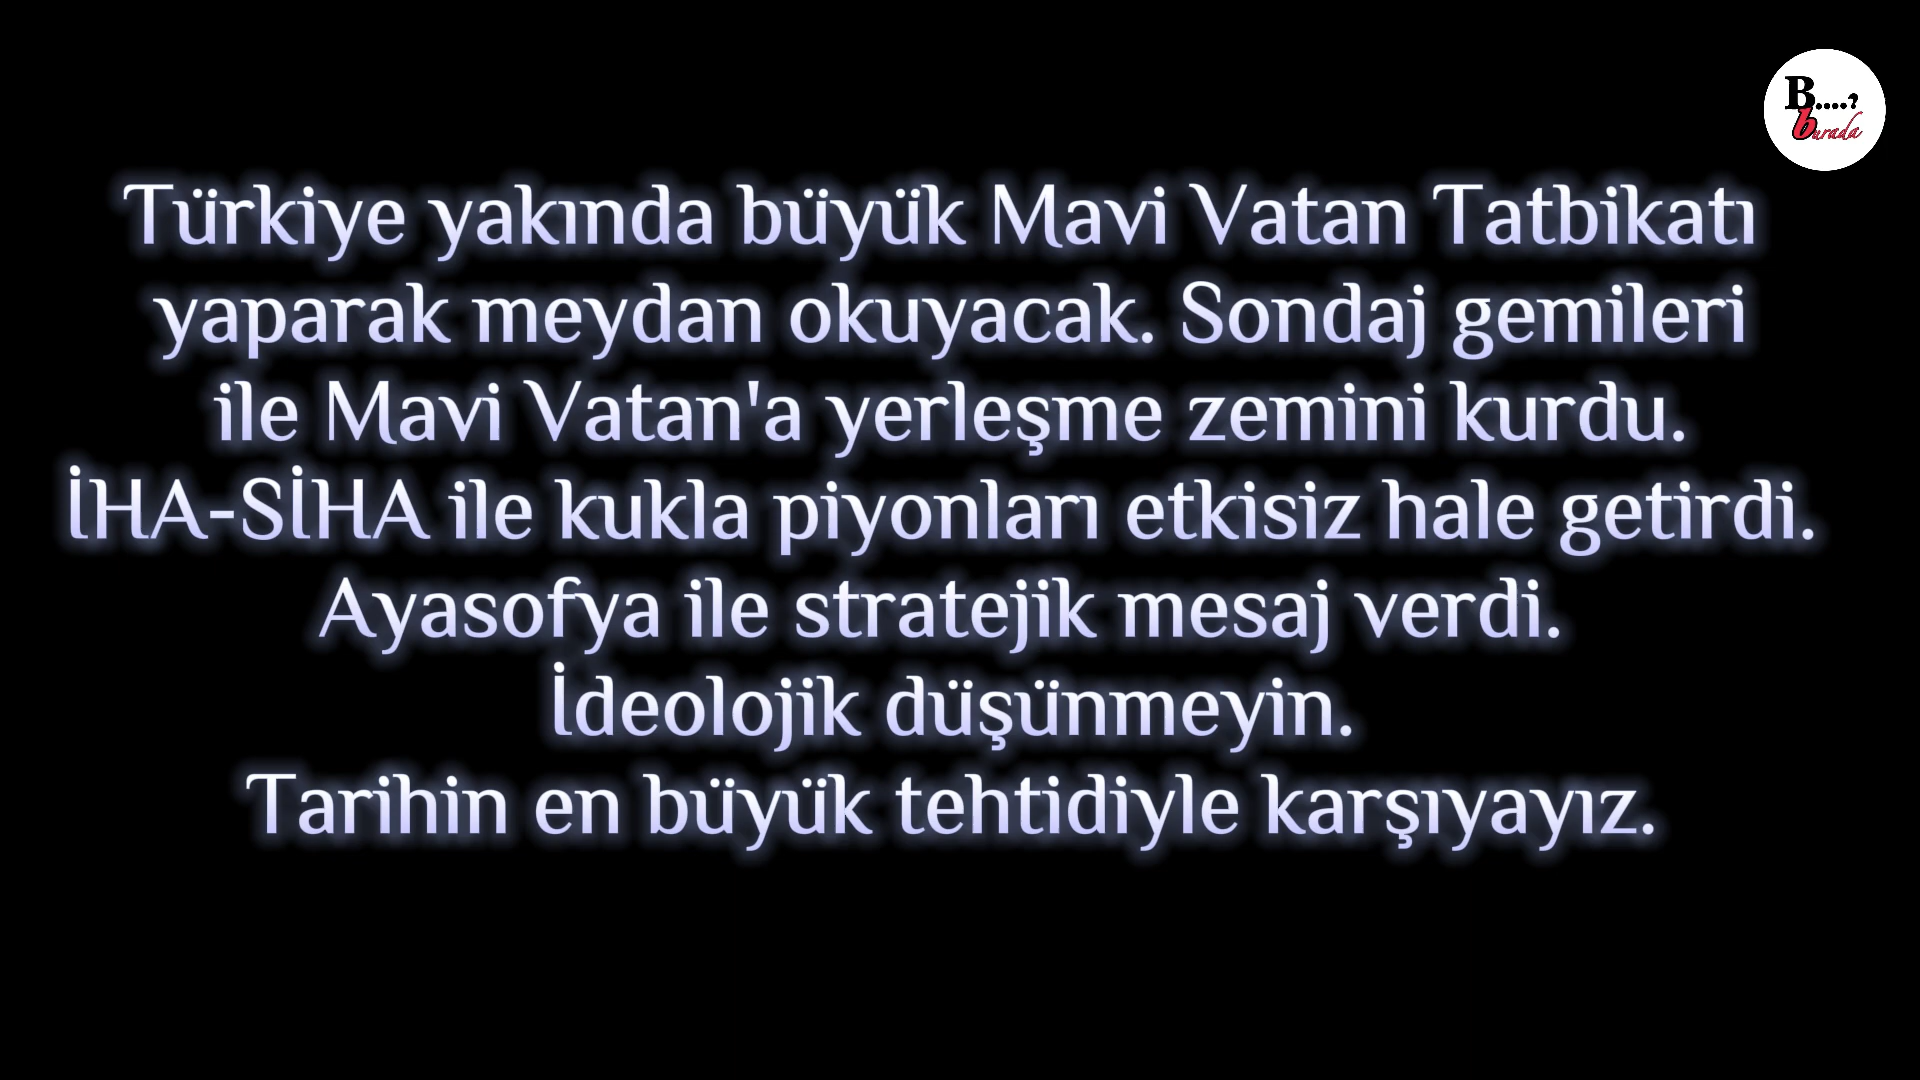 B....?
burada
Türkiye yakında büyük Mavi Vatan Tatbikatı
yaparak meydan okuyacak. Sondaj gemileri
ile Mavi Vatan'a yerleşme zemini kurdu.
İHA-SİHA ile kukla piyonları etkisiz hale getirdi.
Ayasofya ile stratejik mesaj verdi.
İdeolojik düşünmeyin.
Tarihin en büyük tehtidiyle karşıyayız.